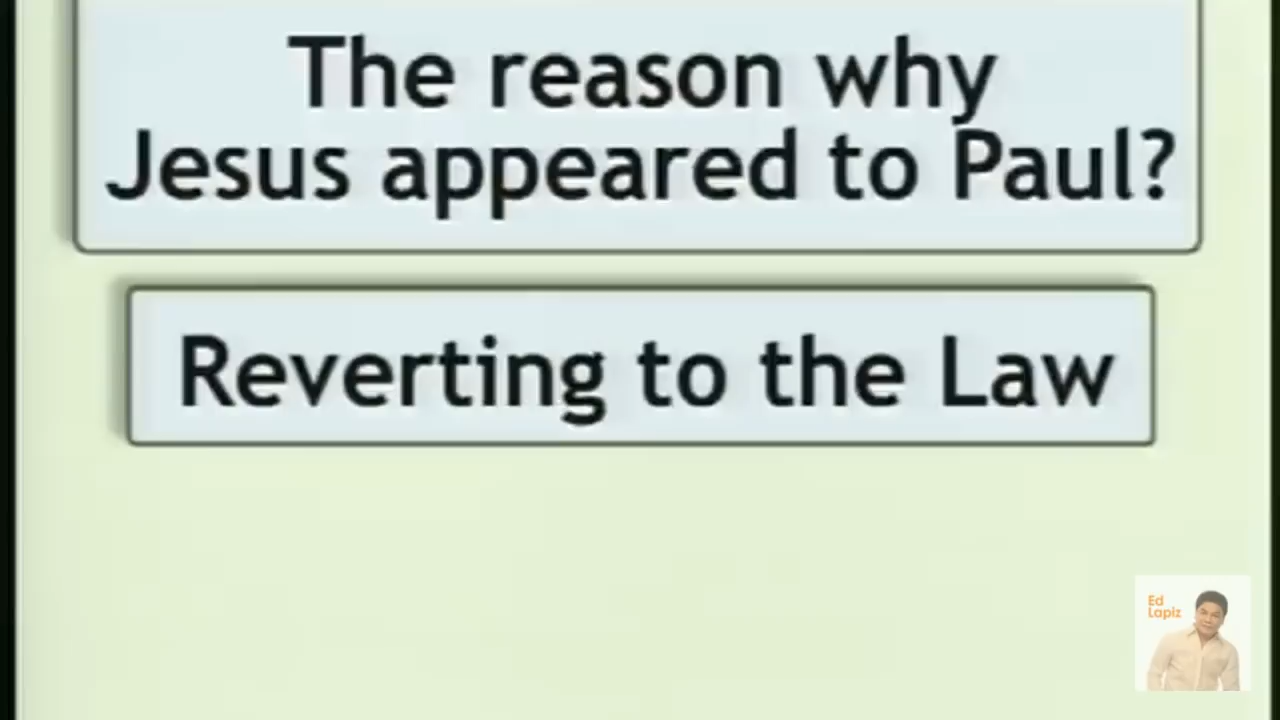 The reason why
Jesus appeared to Paul?
Reverting to the Law
Ed
Lapiz